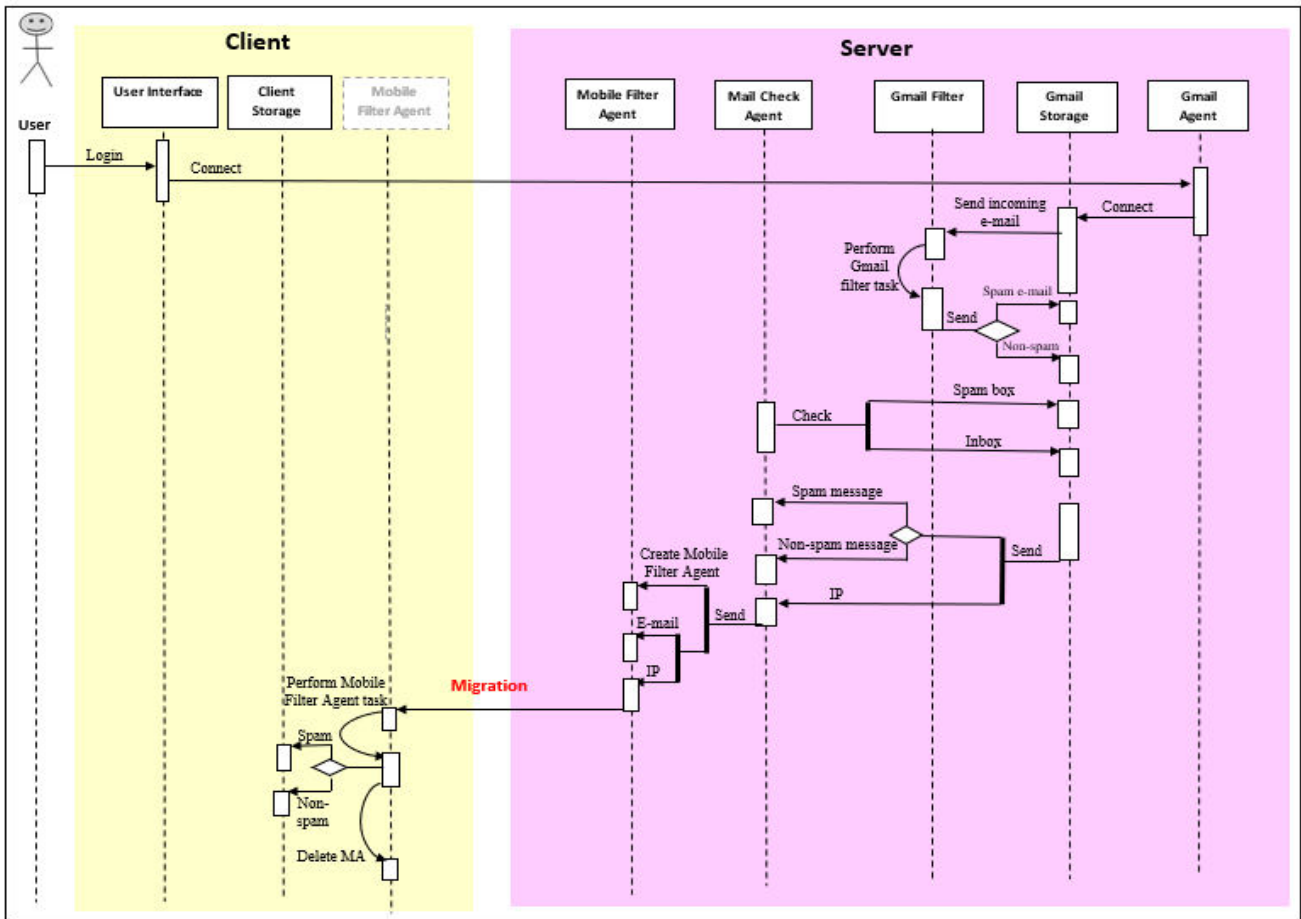 Client
Server
User Interface
Client
Storage
Mobile
Filter Agent
Mobile Filter
Agent
Mail Check
Agent
Gmail Filter
Gmail
Storage
Gmail
Agent
User
Login
Connect
Connect
Send incoming
e-mail
Perform
Gmail
filter task
Spam e-mail
Send
Non-spam
Spam box
Check
Inbox
Spam message
Non-spam message
Send
Create Mobile
Filter Agent
IP
Send
E-mail
IP
Migration
Perform Mobile
Filter Agent task
Spam
Non-
spam
Delete MA